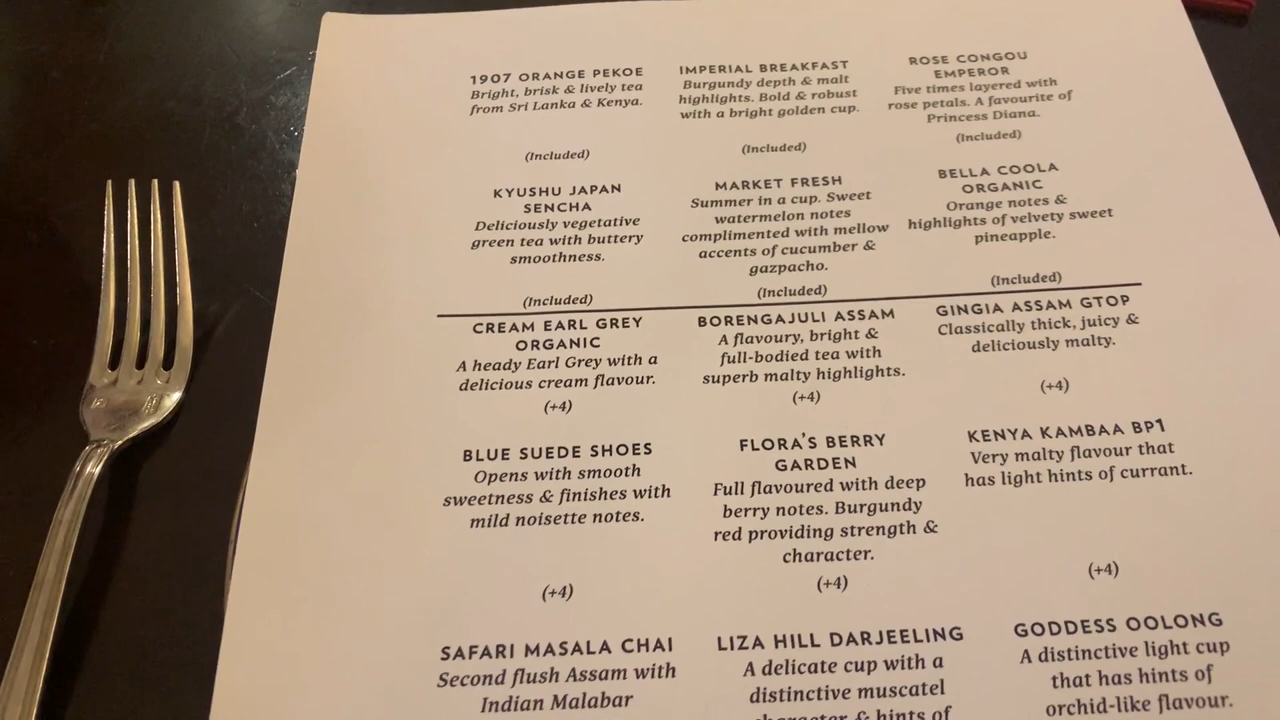 1907 ORANGE PEKOE
Bright, brisk & lively tea
from Sri Lanka & Kenya.
(Included)
IMPERIAL BREAKFAST
Burgundy depth & malt
highlights. Bold & robust
with a bright golden cup.
(Included)
ROSE CONGOU
EMPEROR
Five times layered with
rose petals. A favourite of
Princess Diana.
(Included)
KYUSHU JAPAN
SENCHA
Deliciously vegetative
green tea with buttery
smoothness.
(Included)
MARKET FRESH
Summer in a cup. Sweet
watermelon notes
complimented with mellow
accents of cucumber &
gazpacho.
(Included)
BELLA COOLA
ORGANIC
Orange notes &
highlights of velvety sweet
pineapple.
(Included)
CREAM EARL GREY
ORGANIC
A heady Earl Grey with a
delicious cream flavour.
(+4)
BORENGAJULI ASSAM
A flavoury, bright &
full-bodied tea with
superb malty highlights.
(+4)
GINGIA ASSAM GTOP
Classically thick, juicy &
deliciously malty.
(+4)
BLUE SUEDE SHOES
Opens with smooth
sweetness & finishes with
mild noisette notes.
(+4)
FLORA'S BERRY
GARDEN
Full flavoured with deep
berry notes. Burgundy
red providing strength &
character.
(+4)
KENYA KAMBAA BP1
Very malty flavour that
has light hints of currant.
(+4)
SAFARI MASALA CHAI
Second flush Assam with
Indian Malabar
LIZA HILL DARJEELING
A delicate cup with a
distinctive muscatel
character & hints of
GODDESS OOLONG
A distinctive light cup
that has hints of
orchid-like flavour.